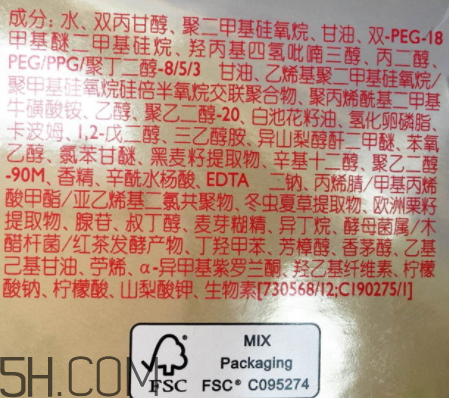 成分：水、双丙甘醇、聚二甲基硅氧烷、甘油、双-PEG-18
甲基醚二甲基硅烷、羟丙基四氢吡喃三醇、丙二醇、
PEG/PPG/聚丁二醇-8/5/3 甘油、乙烯基聚二甲基硅氧烷/
聚甲基硅氧烷硅倍半氧烷交联聚合物、聚丙烯酰基二甲基
牛磺酸铵、乙醇、聚乙二醇-20、白池花籽油、氢化卵磷脂、
卡波姆、1,2-戊二醇、三乙醇胺、异山梨醇酐二甲醚、苯氧
乙醇、氯苯甘醚、黑麦籽提取物、辛基十二醇、聚乙二醇
-90M、香精、辛酰水杨酸、EDTA 二钠、丙烯腈/甲基丙烯
酸甲酯/亚乙烯基二氯共聚物、冬虫夏草提取物、欧洲栗籽
提取物、腺苷、叔丁醇、麦芽糊精、异丁烷、酵母菌属/木
醋杆菌/红茶发酵产物、丁羟甲苯、芳樟醇、香茅醇、乙基
己基甘油、苧烯、α-异甲基紫罗兰酮、羟乙基纤维素、柠檬
酸钠、柠檬酸、山梨酸钾、生物素[730568/12;C190275/1]
MIX
Packaging
FSC® C095274
FSC
5H.COM